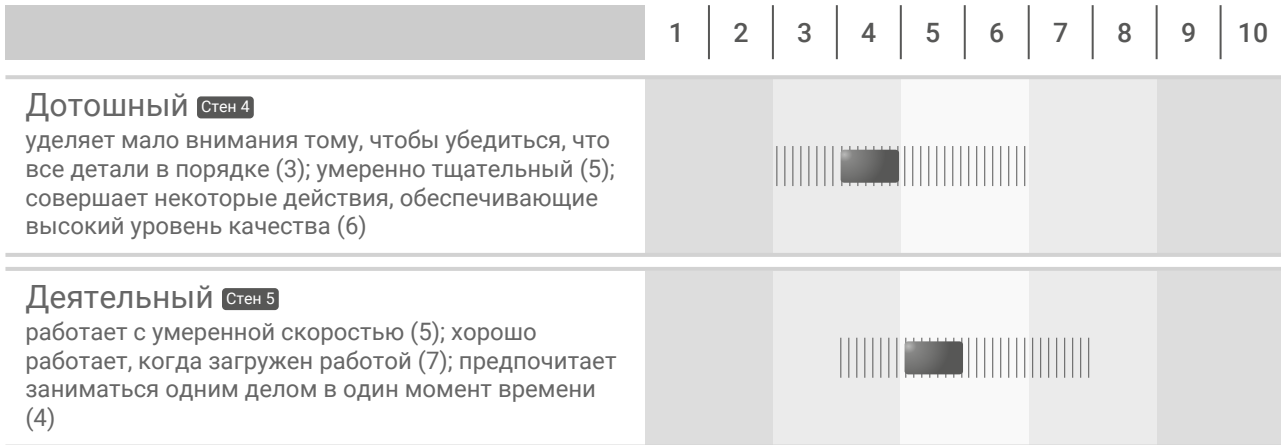 1 2 3 4 5 6 7 8 9 10
Дотошный Стен 4
уделяет мало внимания тому, чтобы убедиться, что
все детали в порядке (3); умеренно тщательный (5);
совершает некоторые действия, обеспечивающие
высокий уровень качества (6)
Деятельный Стен 5
работает с умеренной скоростью (5); хорошо
работает, когда загружен работой (7); предпочитает
заниматься одним делом в один момент времени
(4)